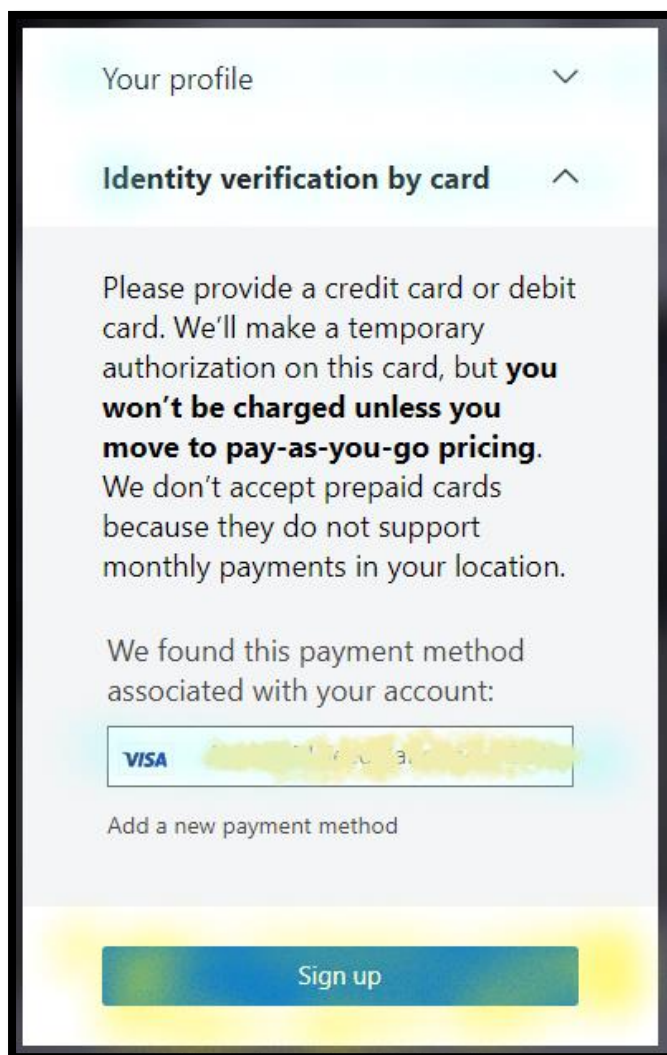 Your profile
Identity verification by card
Please provide a credit card or debit
card. We’ll make a temporary
authorization on this card, but you
won’t be charged unless you
move to pay-as-you-go pricing.
We don’t accept prepaid cards
because they do not support
monthly payments in your location.
We found this payment method
associated with your account:
VISA
Add a new payment method
Sign up